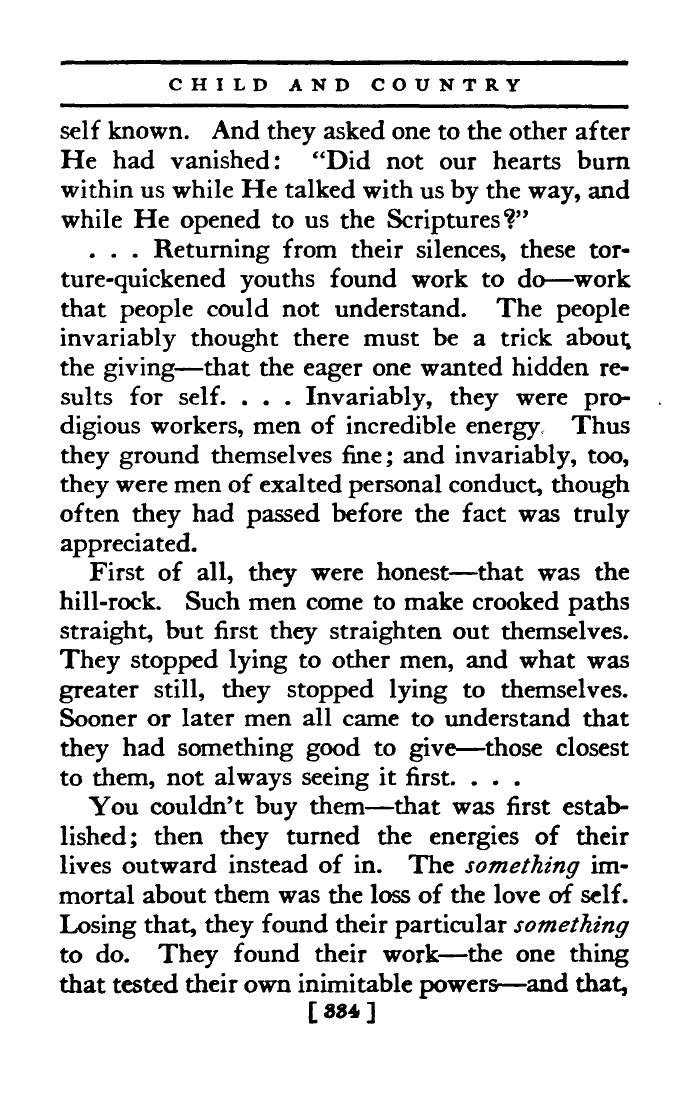 CHILD AND COUNTRY
self known. And they asked one to the other after
He had vanished: “Did not our hearts burn
within us while He talked with us by the way, and
while He opened to us the Scriptures?”
. . . Returning from their silences, these tor-
ture-quickened youths found work to do—work
that people could not understand. The people
invariably thought there must be a trick about
the giving—that the eager one wanted hidden re-
sults for self. . . . Invariably, they were pro-
digious workers, men of incredible energy. Thus
they ground themselves fine; and invariably, too,
they were men of exalted personal conduct, though
often they had passed before the fact was truly
appreciated.
First of all, they were honest—that was the
hill-rock. Such men come to make crooked paths
straight, but first they straighten out themselves.
They stopped lying to other men, and what was
greater still, they stopped lying to themselves.
Sooner or later men all came to understand that
they had something good to give—those closest
to them, not always seeing it first. . . .
You couldn’t buy them—that was first estab-
lished; then they turned the energies of their
lives outward instead of in. The something im-
mortal about them was the loss of the love of self.
Losing that, they found their particular something
to do. They found their work—the one thing
that tested their own inimitable powers—and that,
[ 334 ]